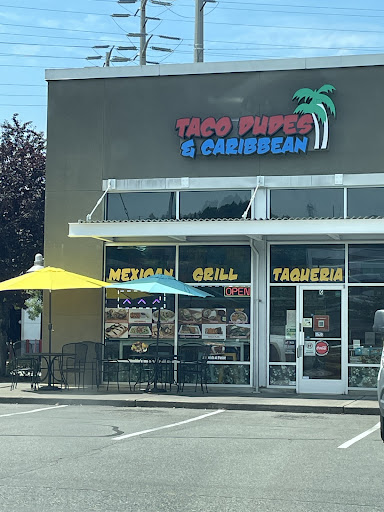 TACO DUDES
& CARIBBEAN
MEXICAN GRILL TAQUERIA
OPEN